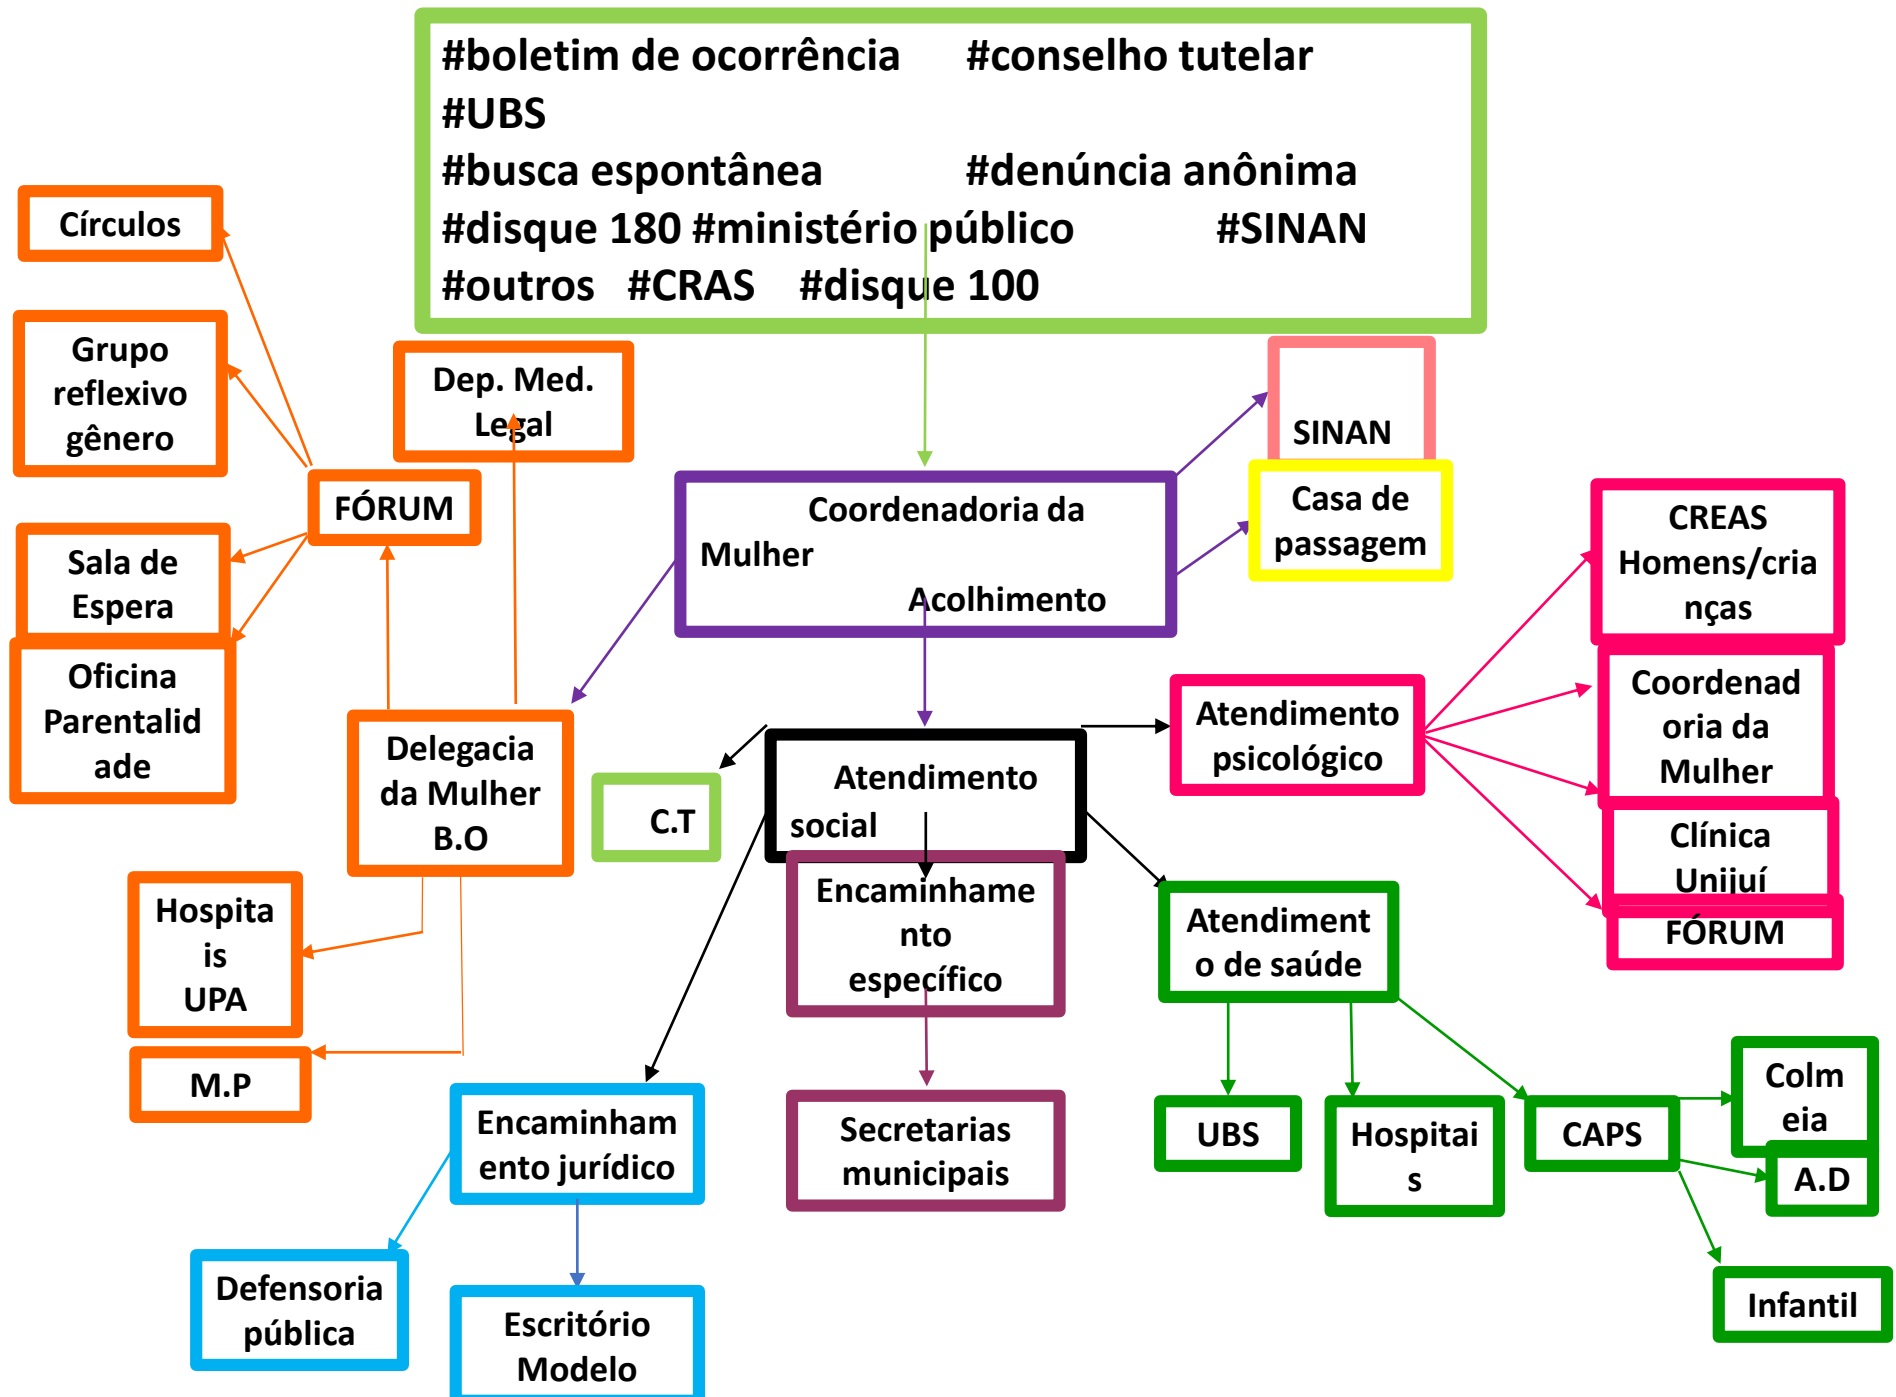 #boletim de ocorrência #conselho tutelar
#UBS
#busca espontânea #denúncia anônima
#disque 180 #ministério público #SINAN
#outros #CRAS #disque 100
Círculos
Grupo
reflexivo
gênero
Dep. Med.
Legal
SINAN
FÓRUM
Coordenadoria da
Mulher
Acolhimento
Casa de
passagem
CREAS
Homens/cria
nças
Sala de
Espera
Oficina
Parentalid
ade
Delegacia
da Mulher
B.O
C.T
Atendimento
social
Atendimento
psicológico
Coordenad
oria da
Mulher
Clínica
Unijuí
FÓRUM
Hospita
is
UPA
M.P
Encaminhame
nto
específico
Atendiment
o de saúde
Encaminham
ento jurídico
Secretarias
municipais
UBS
Hospitai
s
CAPS
Colm
eia
A.D
Infantil
Defensoria
pública
Escritório
Modelo